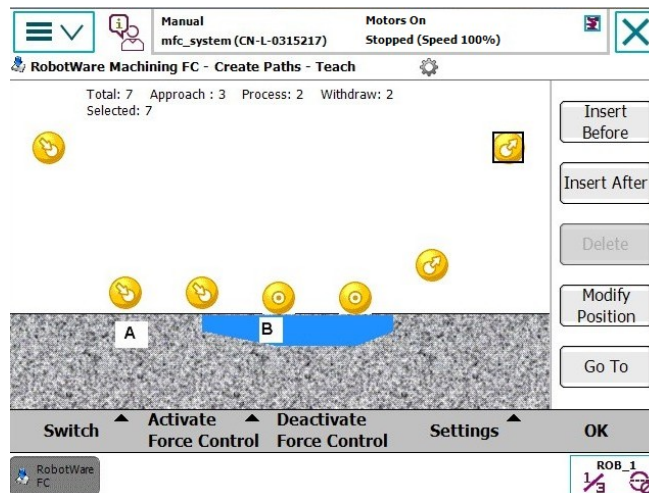 Manual
mfc_system (CN-L-0315217)
Motors On
Stopped (Speed 100%)
RobotWare Machining FC - Create Paths - Teach
Total: 7 Approach : 3 Process: 2 Withdraw: 2
Selected: 7
Insert
Before
Insert After
Delete
Modify
Position
Go To
A
B
Switch
Activate
Force Control
Deactivate
Force Control
Settings
OK
RobotWare
FC
ROB_1
1/3